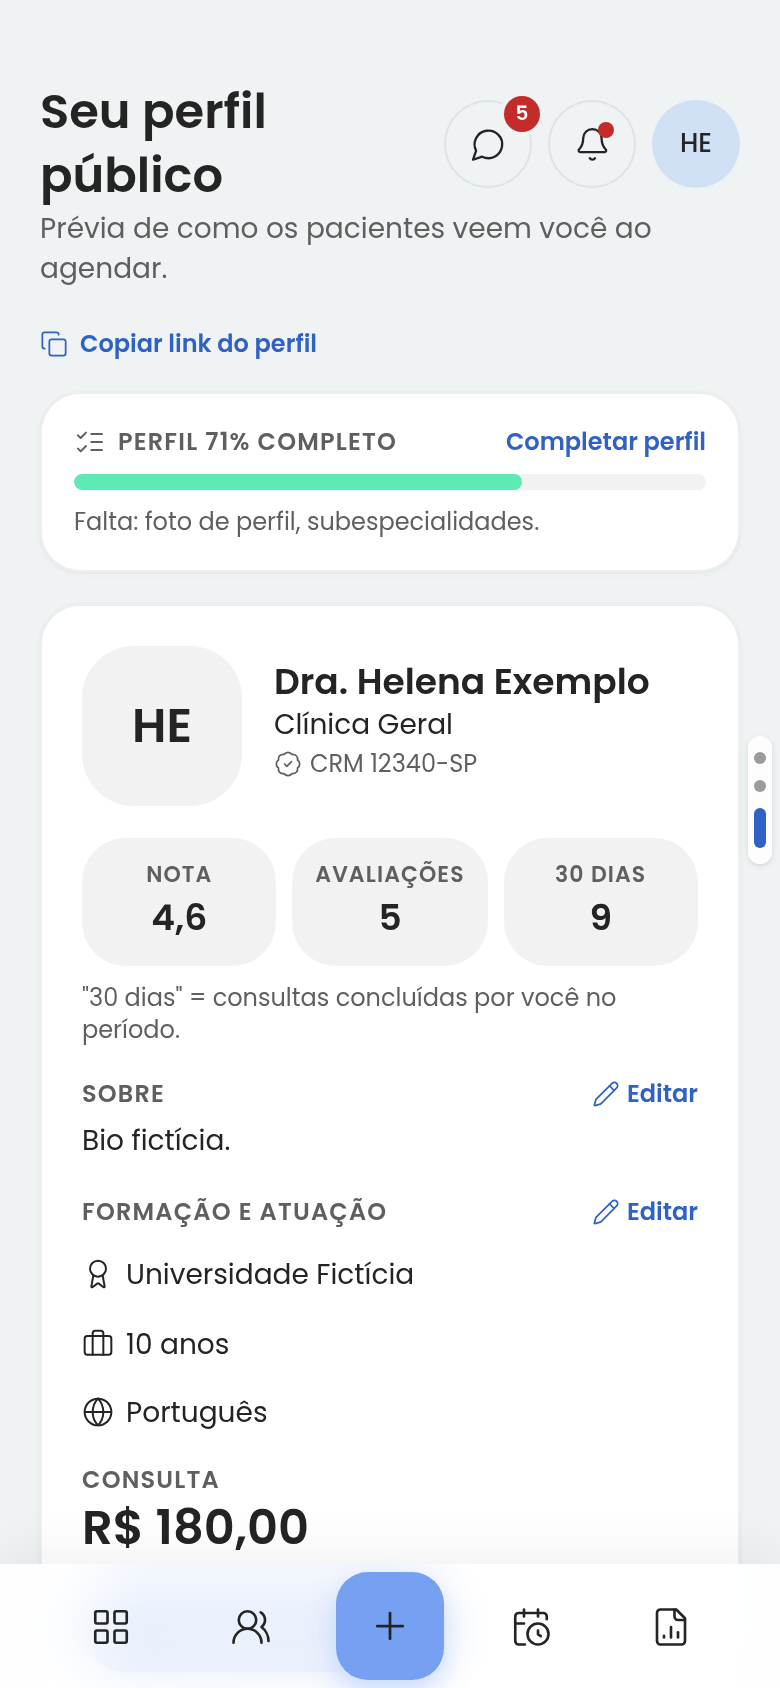 Seu perfil
público
5
HE
Prévia de como os pacientes veem você ao
agendar.
Copiar link do perfil
PERFIL 71% COMPLETO
Completar perfil
Falta: foto de perfil, subespecialidades.
HE
Dra. Helena Exemplo
Clínica Geral
CRM 12340-SP
NOTA
4,6
AVALIAÇÕES
5
30 DIAS
9
"30 dias" = consultas concluídas por você no
período.
SOBRE
Editar
Bio fictícia.
FORMAÇÃO E ATUAÇÃO
Editar
Universidade Fictícia
10 anos
Português
CONSULTA
R$ 180,00